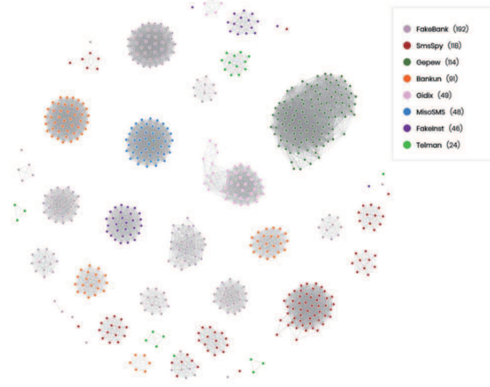 FakeBank (192)
SmsSpy (118)
Gepew (114)
Bankun (91)
Gidix (49)
MisoSMS (48)
FakeInst (46)
Telman (24)